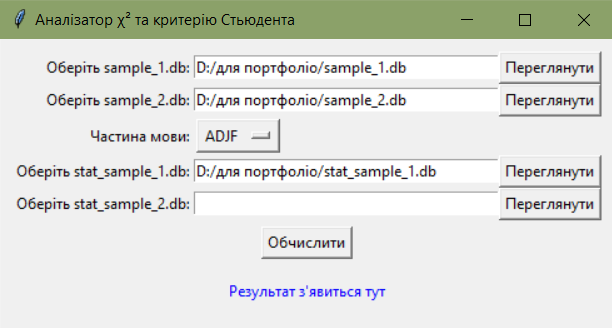 Аналізатор χ² та критерію Стьюдента
Оберіть sample_1.db: D:/для портфоліо/sample_1.db Переглянути
Оберіть sample_2.db: D:/для портфоліо/sample_2.db Переглянути
Частина мови: ADJF
Оберіть stat_sample_1.db: D:/для портфоліо/stat_sample_1.db Переглянути
Оберіть stat_sample_2.db: Переглянути
Обчислити
Результат з'явиться тут